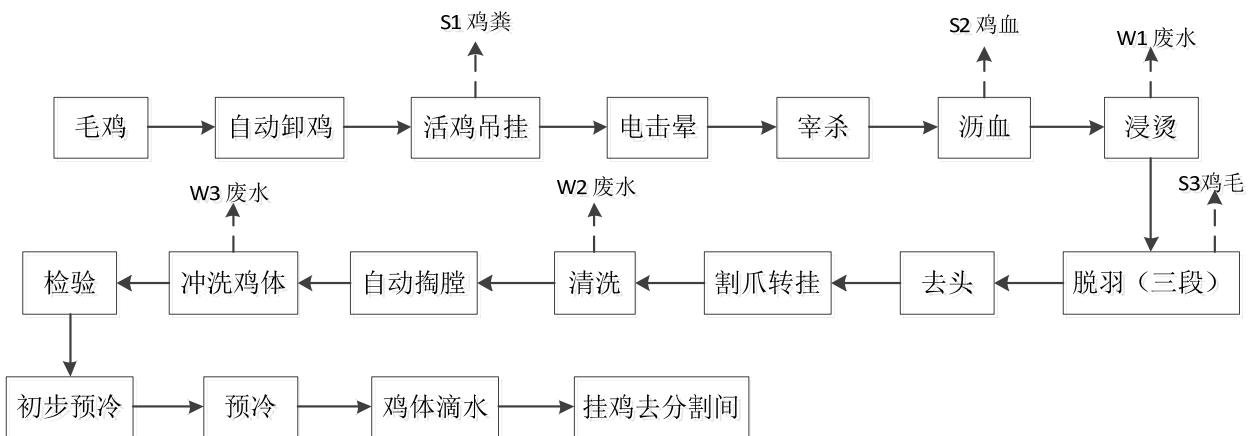 S1 鸡粪
S2 鸡血
W1 废水
毛鸡
自动卸鸡
活鸡吊挂
电击晕
宰杀
沥血
浸烫
W3 废水
W2 废水
S3鸡毛
检验
冲洗鸡体
自动掏膛
清洗
割爪转挂
去头
脱羽（三段）
初步预冷
预冷
鸡体滴水
挂鸡去分割间